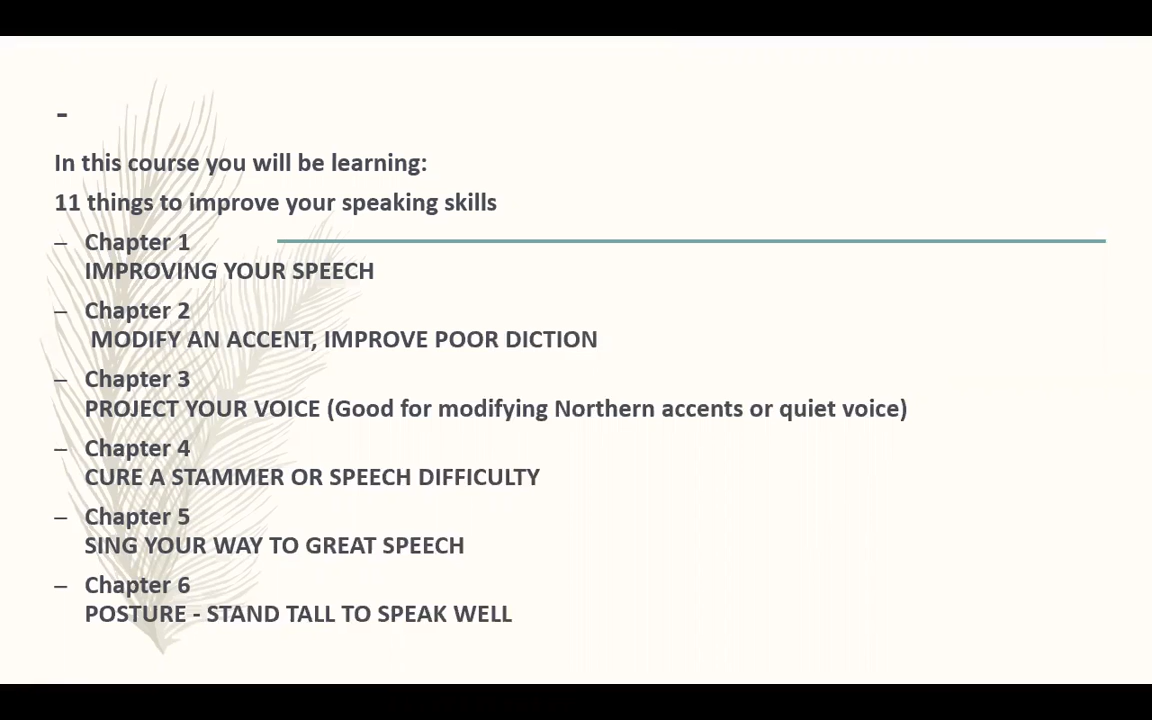 -
In this course you will be learning:
11 things to improve your speaking skills
– Chapter 1
IMPROVING YOUR SPEECH
– Chapter 2
MODIFY AN ACCENT, IMPROVE POOR DICTION
– Chapter 3
PROJECT YOUR VOICE (Good for modifying Northern accents or quiet voice)
– Chapter 4
CURE A STAMMER OR SPEECH DIFFICULTY
– Chapter 5
SING YOUR WAY TO GREAT SPEECH
– Chapter 6
POSTURE - STAND TALL TO SPEAK WELL